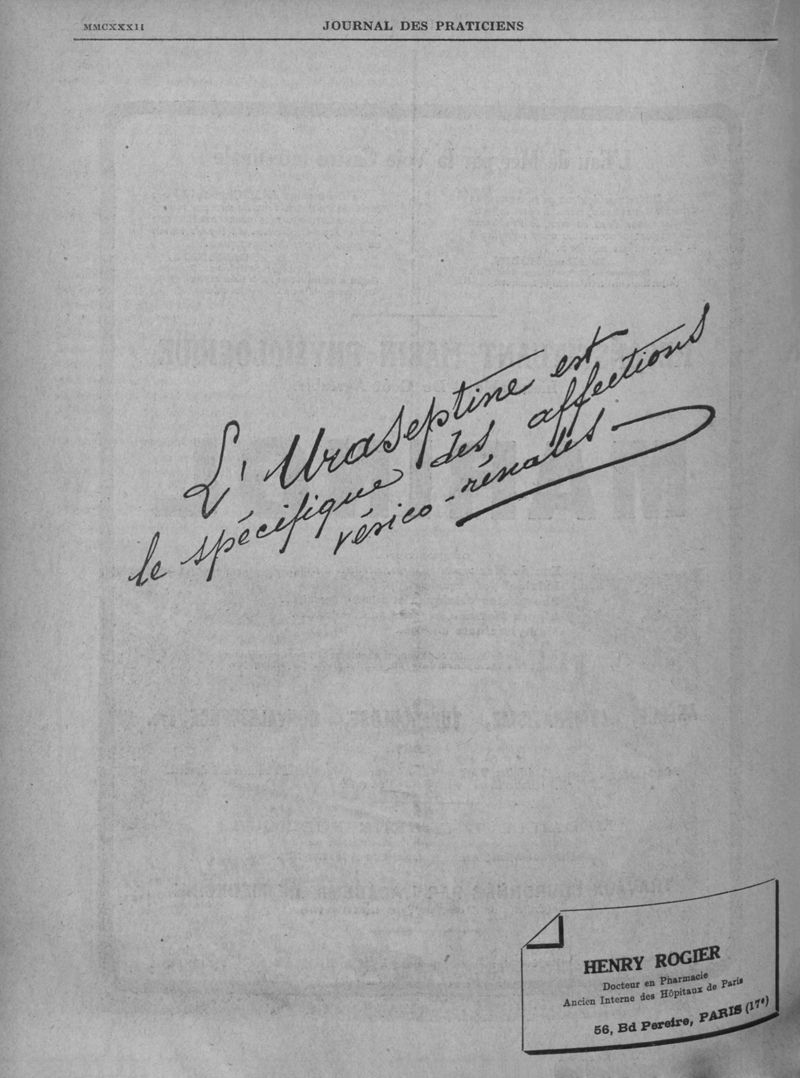 MMCXXXII
JOURNAL DES PRATICIENS
L'Uraseptine est
le spécifique des affections
vésico-rénales
HENRY ROGIER
Docteur en Pharmacie
Ancien Interne des Hôpitaux de Paris
56, Bd Pereire, PARIS (17e)